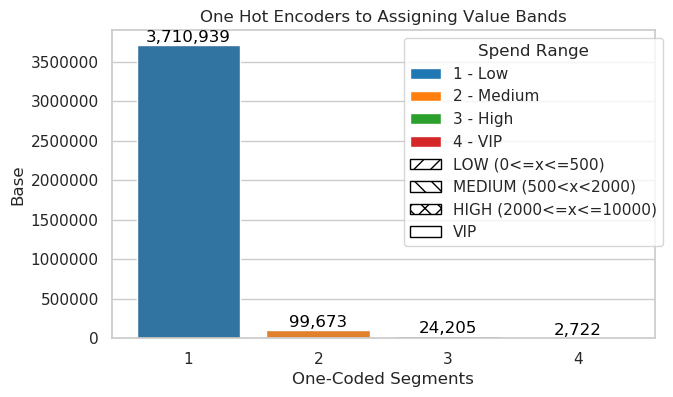 One Hot Encoders to Assigning Value Bands
3,710,939
99,673
24,205
2,722
Spend Range
1 - Low
2 - Medium
3 - High
4 - VIP
LOW (0<=x<=500)
MEDIUM (500<x<2000)
HIGH (2000<=x<=10000)
VIP
Base
3500000
3000000
2500000
2000000
1500000
1000000
500000
0
1 2 3 4
One-Coded Segments